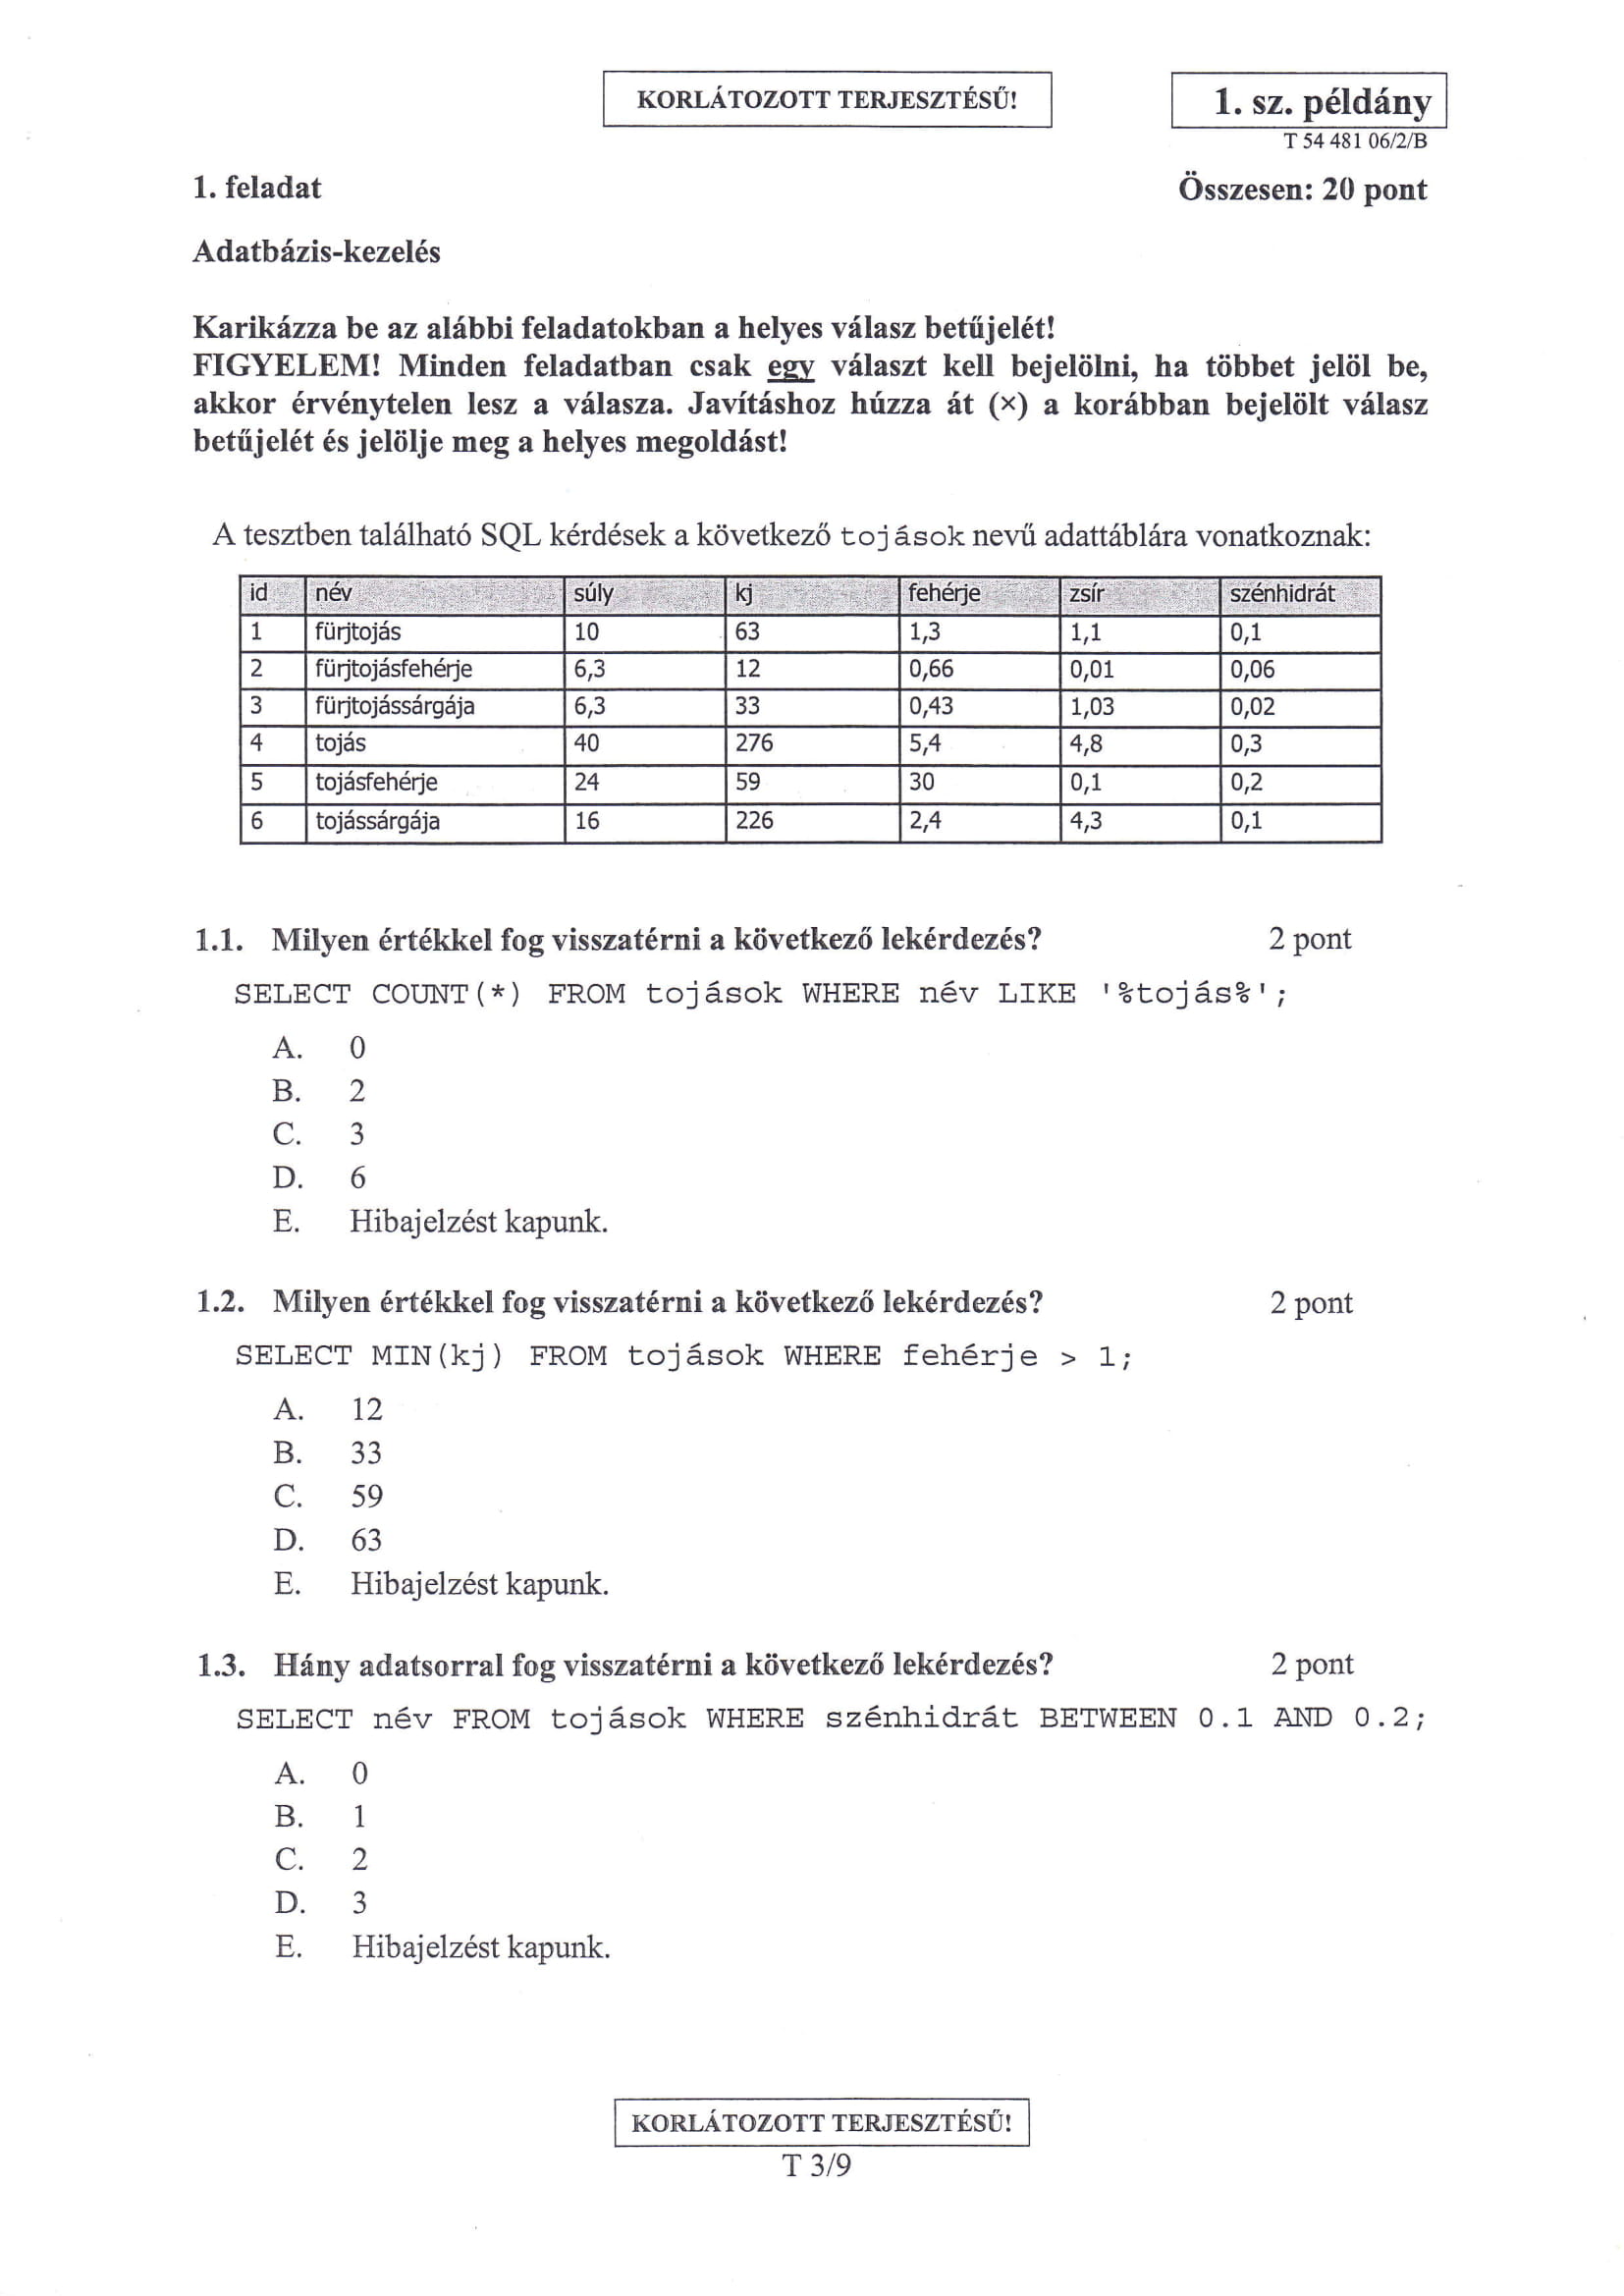 KORLÁTOZOTT TERJESZTÉSŰ!
1. sz. példány
T 54 481 06/2/B
1. feladat Összesen: 20 pont
Adatbázis-kezelés
Karikázza be az alábbi feladatokban a helyes válasz betűjelét!
FIGYELEM! Minden feladatban csak egy választ kell bejelölni, ha többet jelöl be,
akkor érvénytelen lesz a válasza. Javításhoz húzza át (×) a korábban bejelölt válasz
betűjelét és jelölje meg a helyes megoldást!
A tesztben található SQL kérdések a következő tojások nevű adattáblára vonatkoznak:
id név súly kj fehérje zsír szénhidrát
1 fürjtojás 10 63 1,3 1,1 0,1
2 fürjtojásfehérje 6,3 12 0,66 0,01 0,06
3 fürjtojássárgája 6,3 33 0,43 1,03 0,02
4 tojás 40 276 5,4 4,8 0,3
5 tojásfehérje 24 59 30 0,1 0,2
6 tojássárgája 16 226 2,4 4,3 0,1
1.1. Milyen értékkel fog visszatérni a következő lekérdezés? 2 pont
SELECT COUNT(*) FROM tojások WHERE név LIKE '%tojás%';
A. 0
B. 2
C. 3
D. 6
E. Hibajelzést kapunk.
1.2. Milyen értékkel fog visszatérni a következő lekérdezés? 2 pont
SELECT MIN(kj) FROM tojások WHERE fehérje > 1;
A. 12
B. 33
C. 59
D. 63
E. Hibajelzést kapunk.
1.3. Hány adatsorral fog visszatérni a következő lekérdezés? 2 pont
SELECT név FROM tojások WHERE szénhidrát BETWEEN 0.1 AND 0.2;
A. 0
B. 1
C. 2
D. 3
E. Hibajelzést kapunk.
KORLÁTOZOTT TERJESZTÉSŰ!
T 3/9